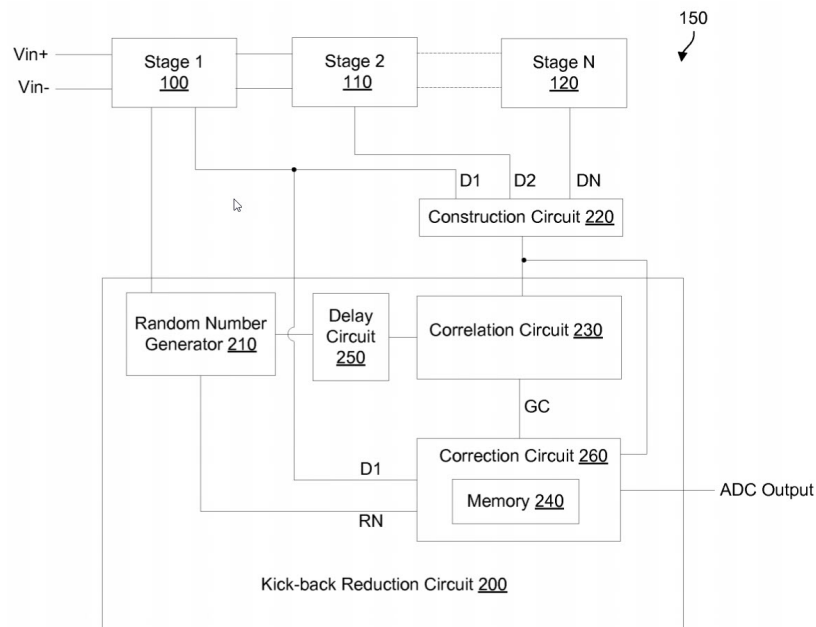 150
Vin+
Vin-
Stage 1
100
Stage 2
110
Stage N
120
D1
D2
DN
Construction Circuit 220
Random Number
Generator 210
Delay
Circuit
250
Correlation Circuit 230
GC
Correction Circuit 260
Memory 240
D1
RN
ADC Output
Kick-back Reduction Circuit 200